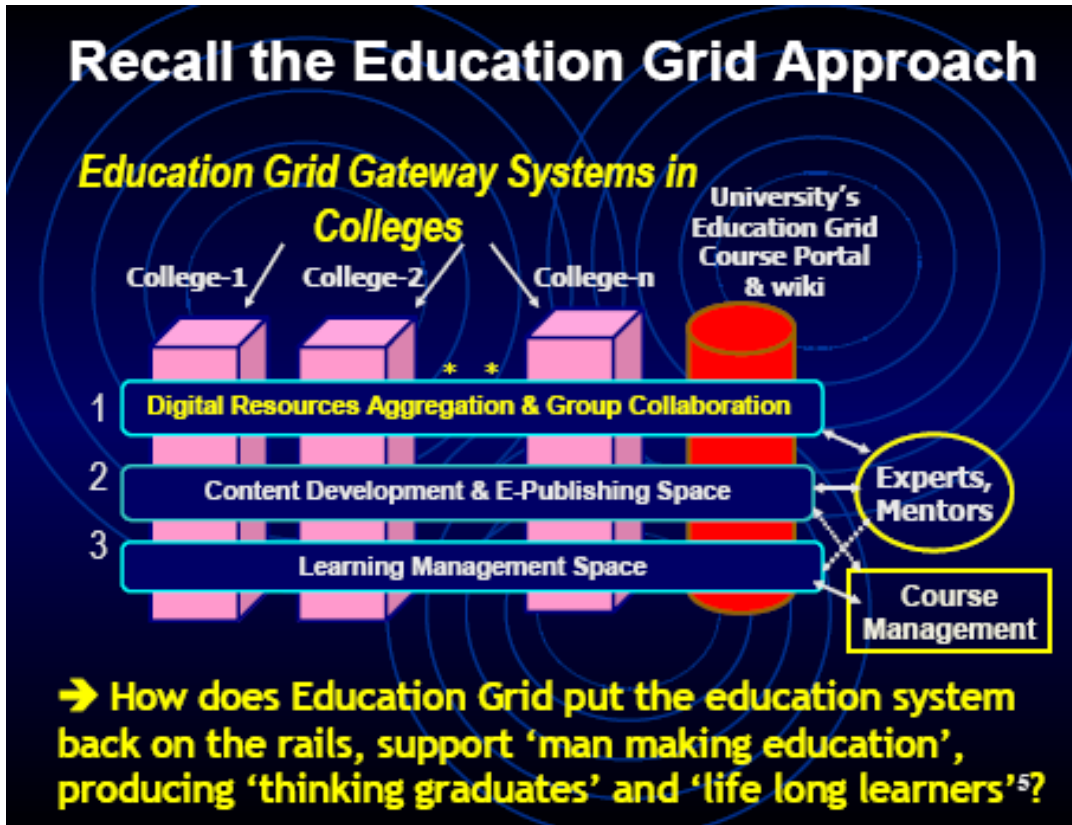 Recall the Education Grid Approach
Education Grid Gateway Systems in
Colleges
University's
Education Grid
Course Portal
& wiki
College-1
College-2
College-n
* *
1
Digital Resources Aggregation & Group Collaboration
2
Content Development & E-Publishing Space
3
Learning Management Space
Experts,
Mentors
Course
Management
➔ How does Education Grid put the education system
back on the rails, support 'man making education',
producing 'thinking graduates' and 'life long learners'5?